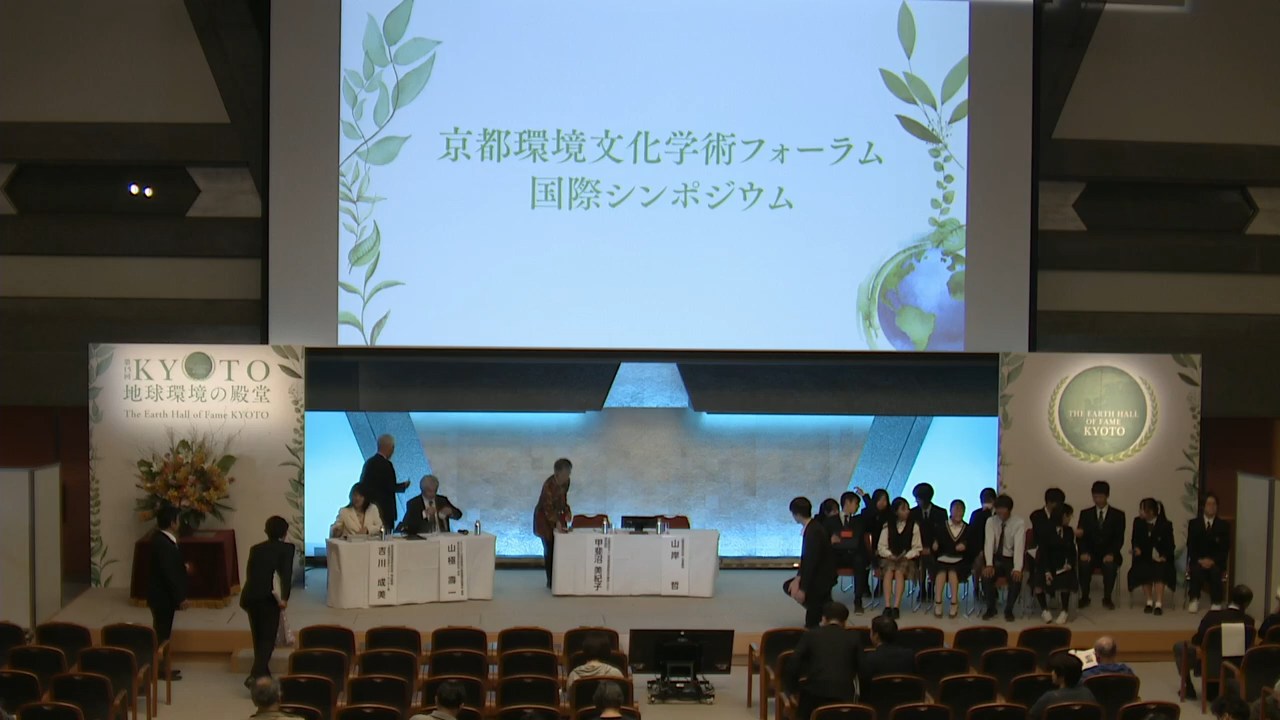 京都環境文化学術フォーラム
国際シンポジウム
KYOTO
地球環境の殿堂
The Earth Hall of Fame KYOTO
THE EARTH HALL
OF FAME
KYOTO
吉川 成美
山極 壽一
甲斐沼 美紀子
山岸 哲